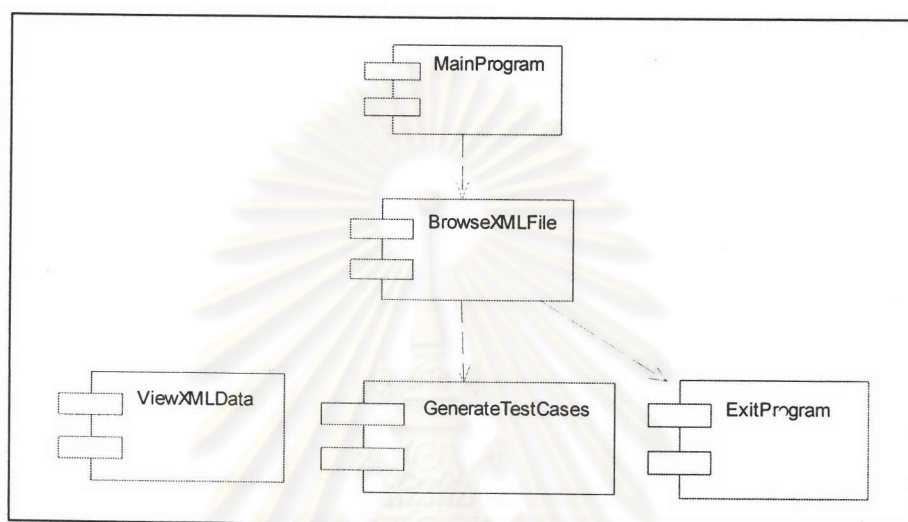 MainProgram
BrowseXMLFile
ViewXMLData
GenerateTestCases
ExitProgram